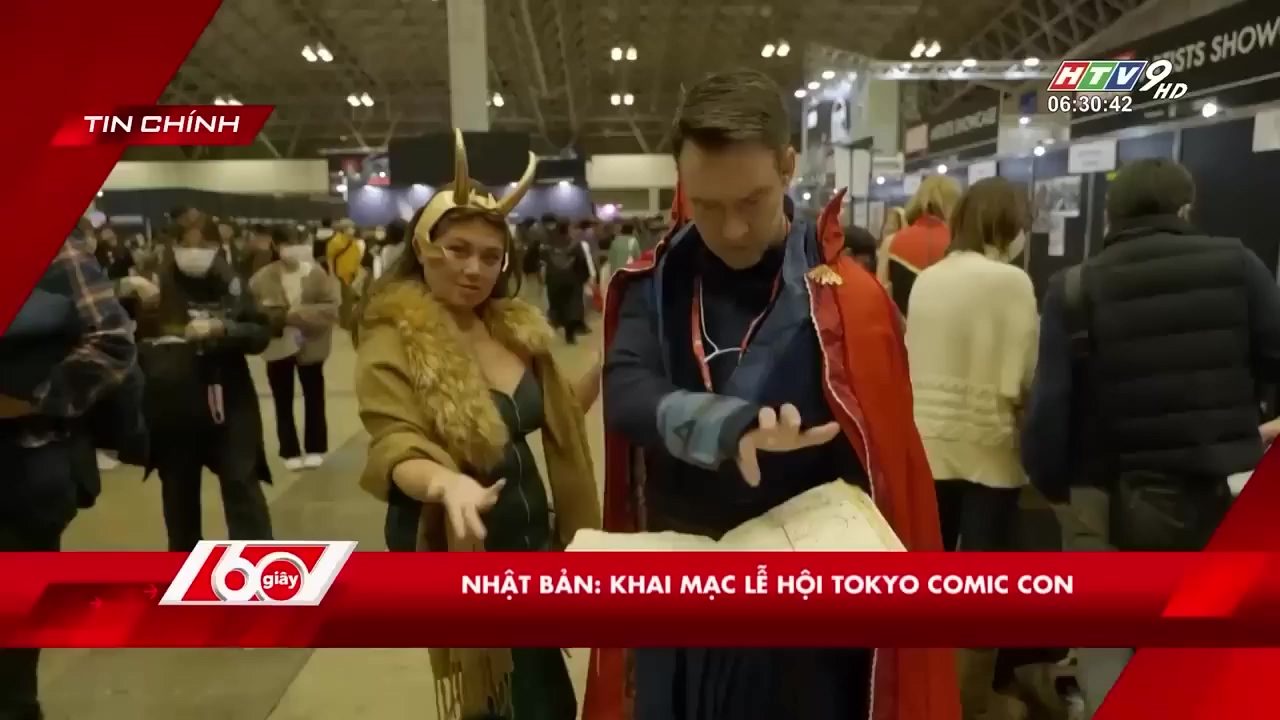 TIN CHÍNH
HTV9 HD
06:30:42
ARTISTS SHOWCASE
60 giây
NHẬT BẢN: KHAI MẠC LỄ HỘI TOKYO COMIC CON